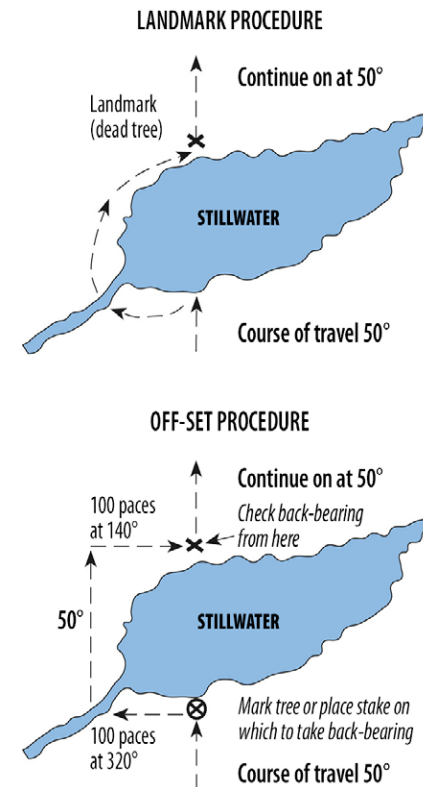 LANDMARK PROCEDURE
Continue on at 50°
Landmark
(dead tree)
STILLWATER
Course of travel 50°
OFF-SET PROCEDURE
Continue on at 50°
100 paces
at 140°
Check back-bearing
from here
50°
STILLWATER
Mark tree or place stake on
which to take back-bearing
100 paces
at 320°
Course of travel 50°